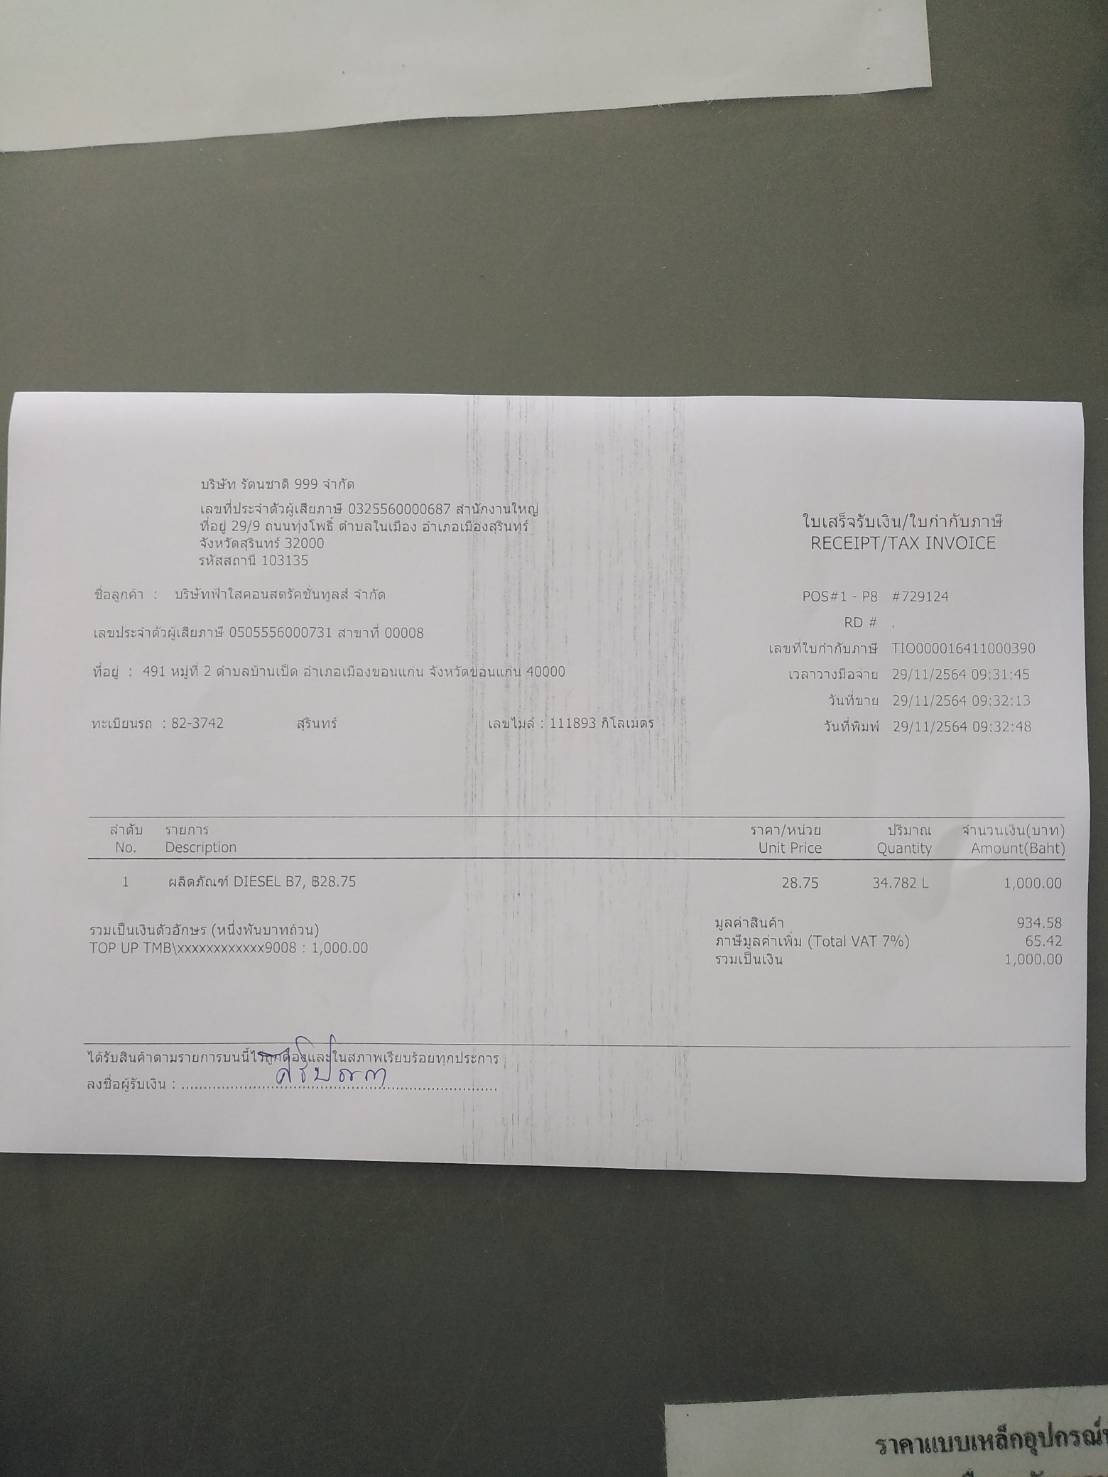 บริษัท รัตนชาติ 999 จำกัด
เลขที่ประจำตัวผู้เสียภาษี 0325560000687 สำนักงานใหญ่
ที่อยู่ 29/9 ถนนทุ่งโพธิ์ ตำบลในเมือง อำเภอเมืองสุรินทร์
จังหวัดสุรินทร์ 32000
รหัสสถานี 103135
ใบเสร็จรับเงิน/ใบกำกับภาษี
RECEIPT/TAX INVOICE
ชื่อลูกค้า : บริษัทฟ้าใสคอนสตรัคชั่นทูลส์ จำกัด
POS#1 - P8 #729124
RD # .
เลขประจำตัวผู้เสียภาษี 0505556000731 สาขาที่ 00008
เลขที่ใบกำกับภาษี TIO000016411000390
ที่อยู่ : 491 หมู่ที่ 2 ตำบลบ้านเป็ด อำเภอเมืองขอนแก่น จังหวัดขอนแก่น 40000
เวลาวางมือจ่าย 29/11/2564 09:31:45
วันที่ขาย 29/11/2564 09:32:13
ทะเบียนรถ : 82-3742 สุรินทร์ เลขไมล์ : 111893 กิโลเมตร
วันที่พิมพ์ 29/11/2564 09:32:48
ลำดับ รายการ ราคา/หน่วย ปริมาณ จำนวนเงิน(บาท)
No. Description Unit Price Quantity Amount(Baht)
1 ผลิตภัณฑ์ DIESEL B7, ฿28.75 28.75 34.782 L 1,000.00
มูลค่าสินค้า 934.58
รวมเป็นเงินตัวอักษร (หนึ่งพันบาทถ้วน)
ภาษีมูลค่าเพิ่ม (Total VAT 7%) 65.42
TOP UP TMB\xxxxxxxxxxxx9008 : 1,000.00
รวมเป็นเงิน 1,000.00
ได้รับสินค้าตามรายการบนนี้ไว้ถูกต้องและในสภาพเรียบร้อยทุกประการ
ลงชื่อผู้รับเงิน :
ราคาแบบเหล็กอุปกรณ์